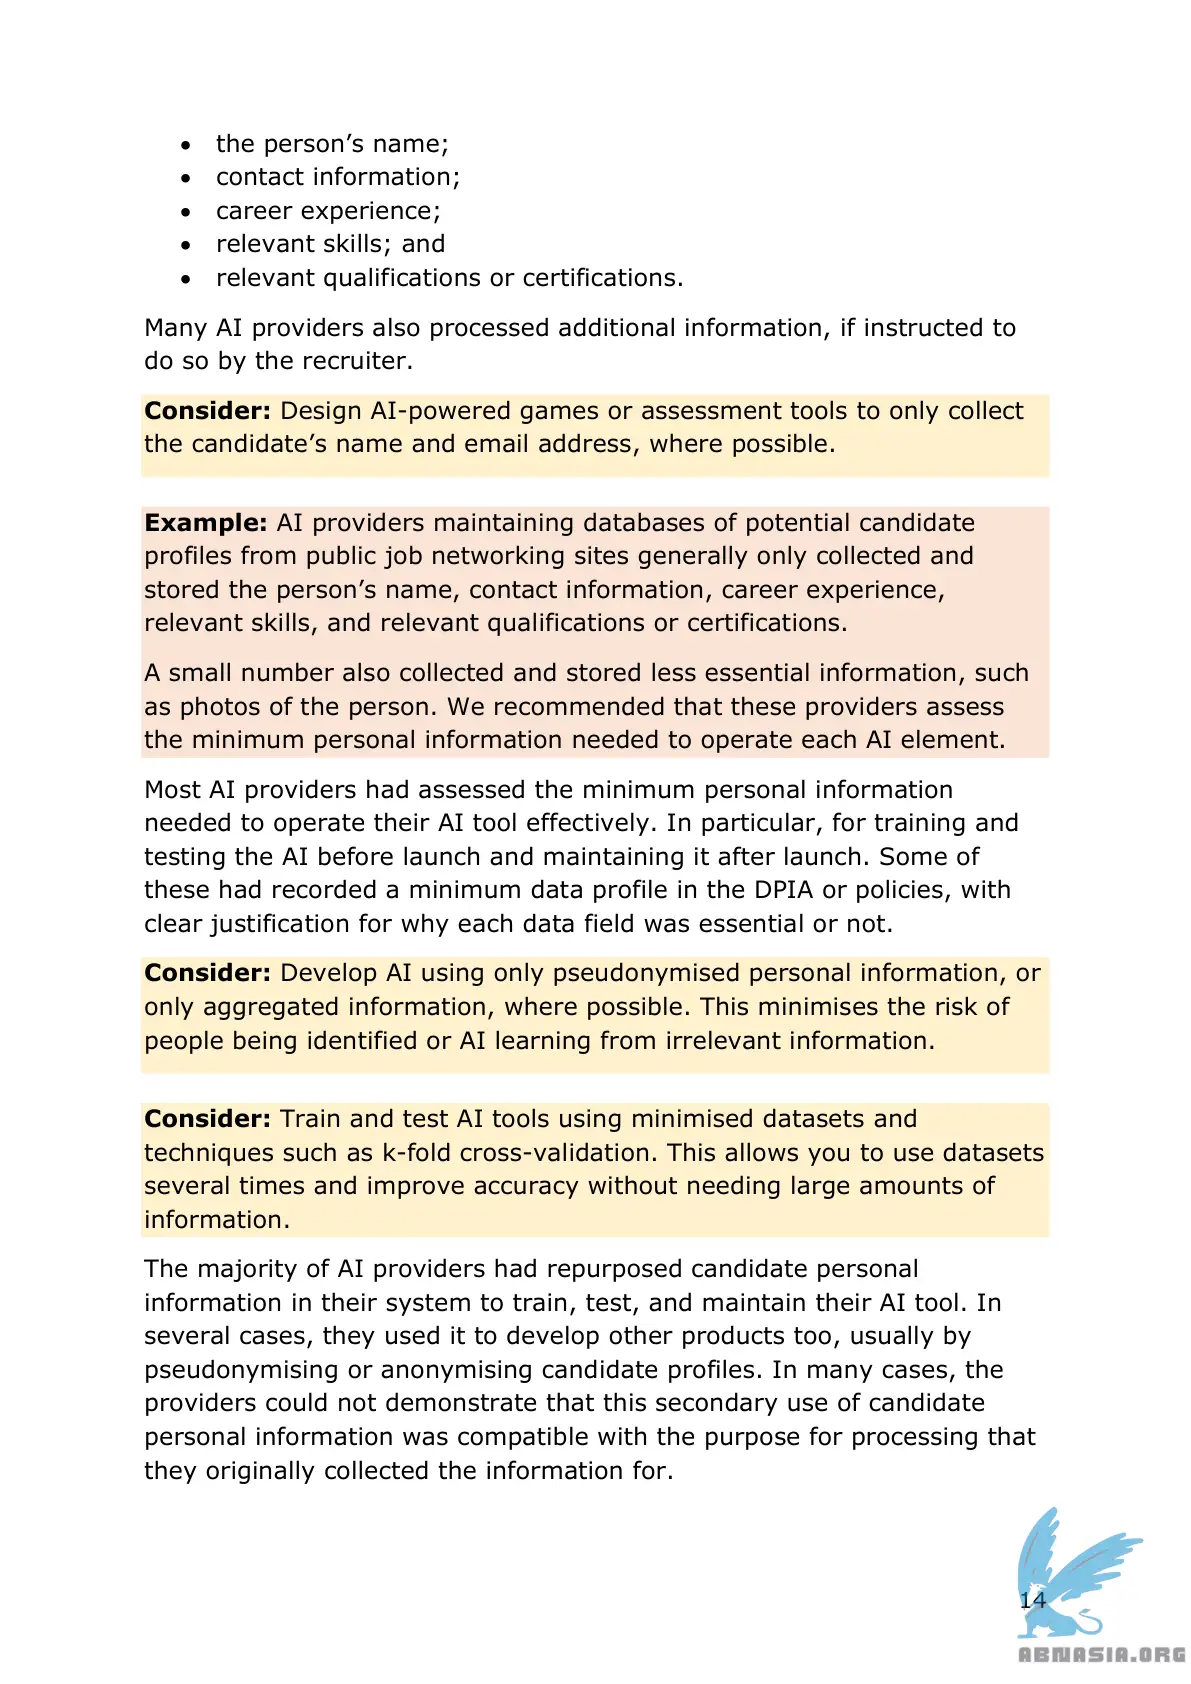 • the person’s name;
• contact information;
• career experience;
• relevant skills; and
• relevant qualifications or certifications.
Many AI providers also processed additional information, if instructed to
do so by the recruiter.
Consider: Design AI-powered games or assessment tools to only collect
the candidate’s name and email address, where possible.
Example: AI providers maintaining databases of potential candidate
profiles from public job networking sites generally only collected and
stored the person’s name, contact information, career experience,
relevant skills, and relevant qualifications or certifications.
A small number also collected and stored less essential information, such
as photos of the person. We recommended that these providers assess
the minimum personal information needed to operate each AI element.
Most AI providers had assessed the minimum personal information
needed to operate their AI tool effectively. In particular, for training and
testing the AI before launch and maintaining it after launch. Some of
these had recorded a minimum data profile in the DPIA or policies, with
clear justification for why each data field was essential or not.
Consider: Develop AI using only pseudonymised personal information, or
only aggregated information, where possible. This minimises the risk of
people being identified or AI learning from irrelevant information.
Consider: Train and test AI tools using minimised datasets and
techniques such as k-fold cross-validation. This allows you to use datasets
several times and improve accuracy without needing large amounts of
information.
The majority of AI providers had repurposed candidate personal
information in their system to train, test, and maintain their AI tool. In
several cases, they used it to develop other products too, usually by
pseudonymising or anonymising candidate profiles. In many cases, the
providers could not demonstrate that this secondary use of candidate
personal information was compatible with the purpose for processing that
they originally collected the information for.
14
ABNASIA.ORG